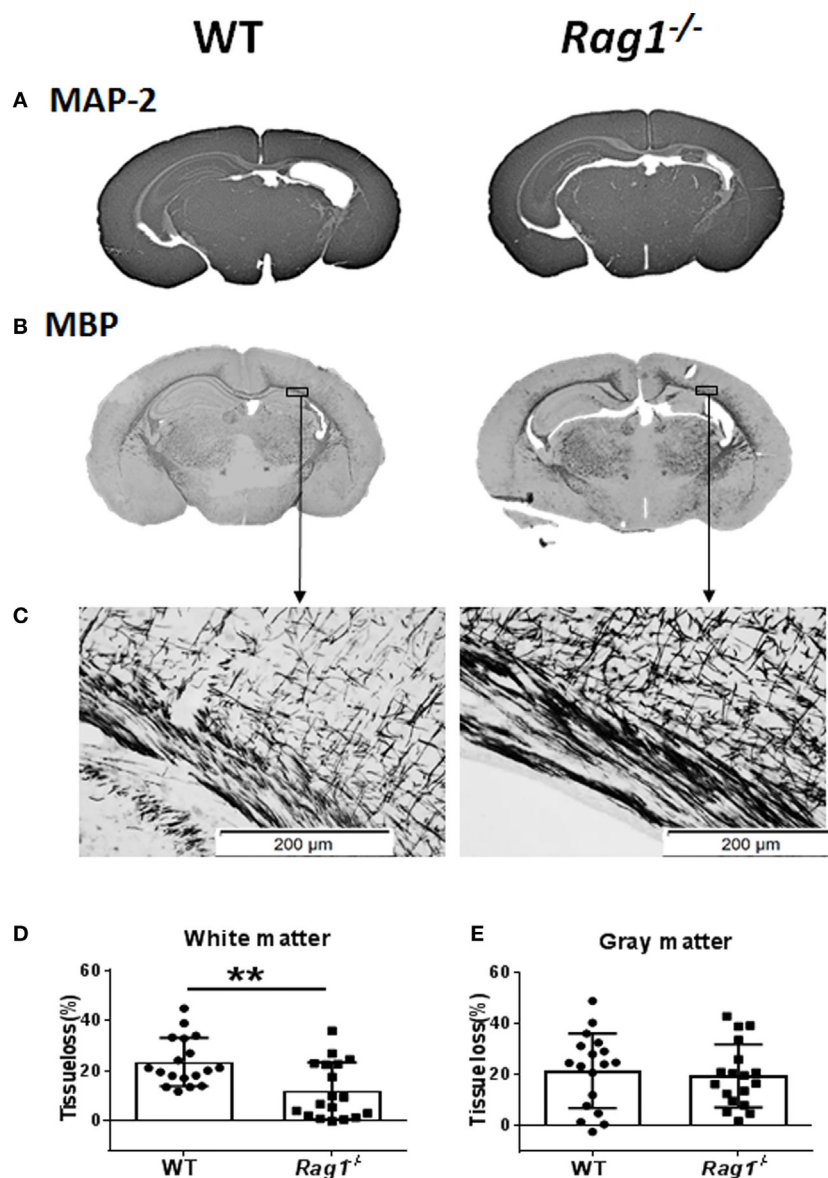 WT Rag1-/-
A MAP-2
B MBP
C
200 μm 200 μm
D White matter
Tissueloss(%)
60
40
20
0
**
WT Rag1-/-
E Gray matter
Tissueloss(%)
60
40
20
0
WT Rag1-/-